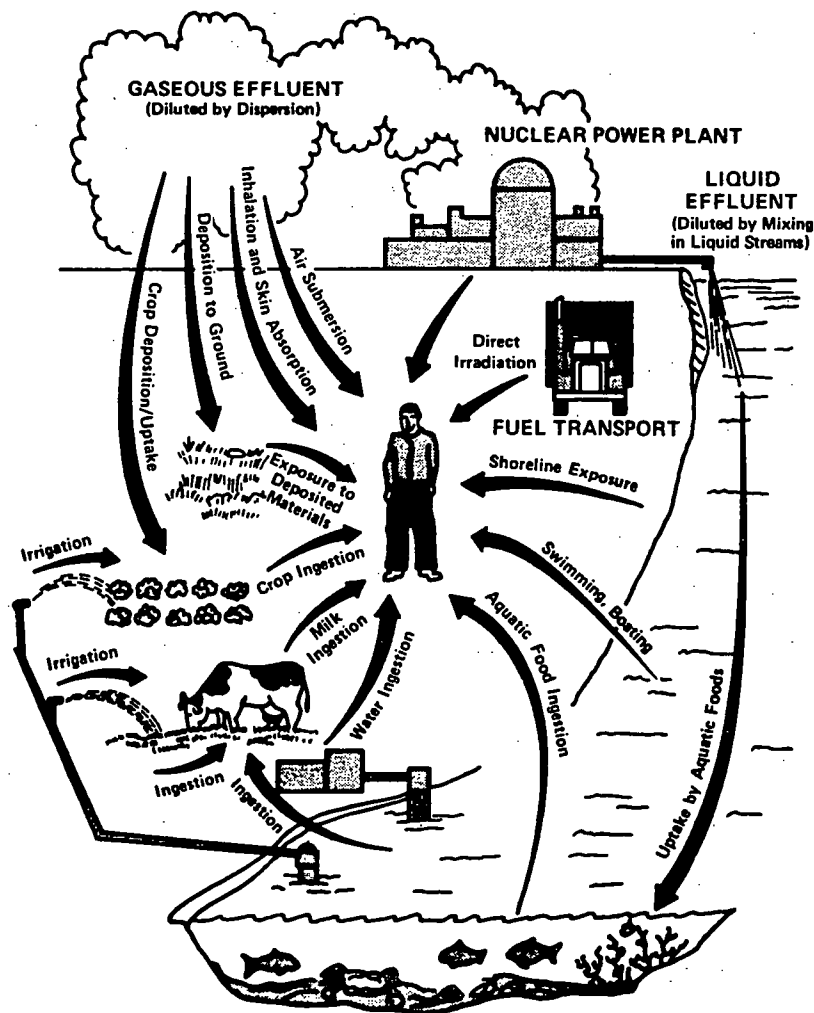 GASEOUS EFFLUENT
(Diluted by Dispersion)
NUCLEAR POWER PLANT
LIQUID
EFFLUENT
(Diluted by Mixing
in Liquid Streams)
Crop Deposition/Uptake
Deposition to Ground
Inhalation and Skin Absorption
Air Submersion
Direct
Irradiation
FUEL TRANSPORT
Shoreline Exposure
Exposure to
Deposited
Materials
Irrigation
Crop Ingestion
Swimming, Boating
Milk
Ingestion
Aquatic Food Ingestion
Irrigation
Water Ingestion
Uptake by Aquatic Foods
Ingestion
Ingestion